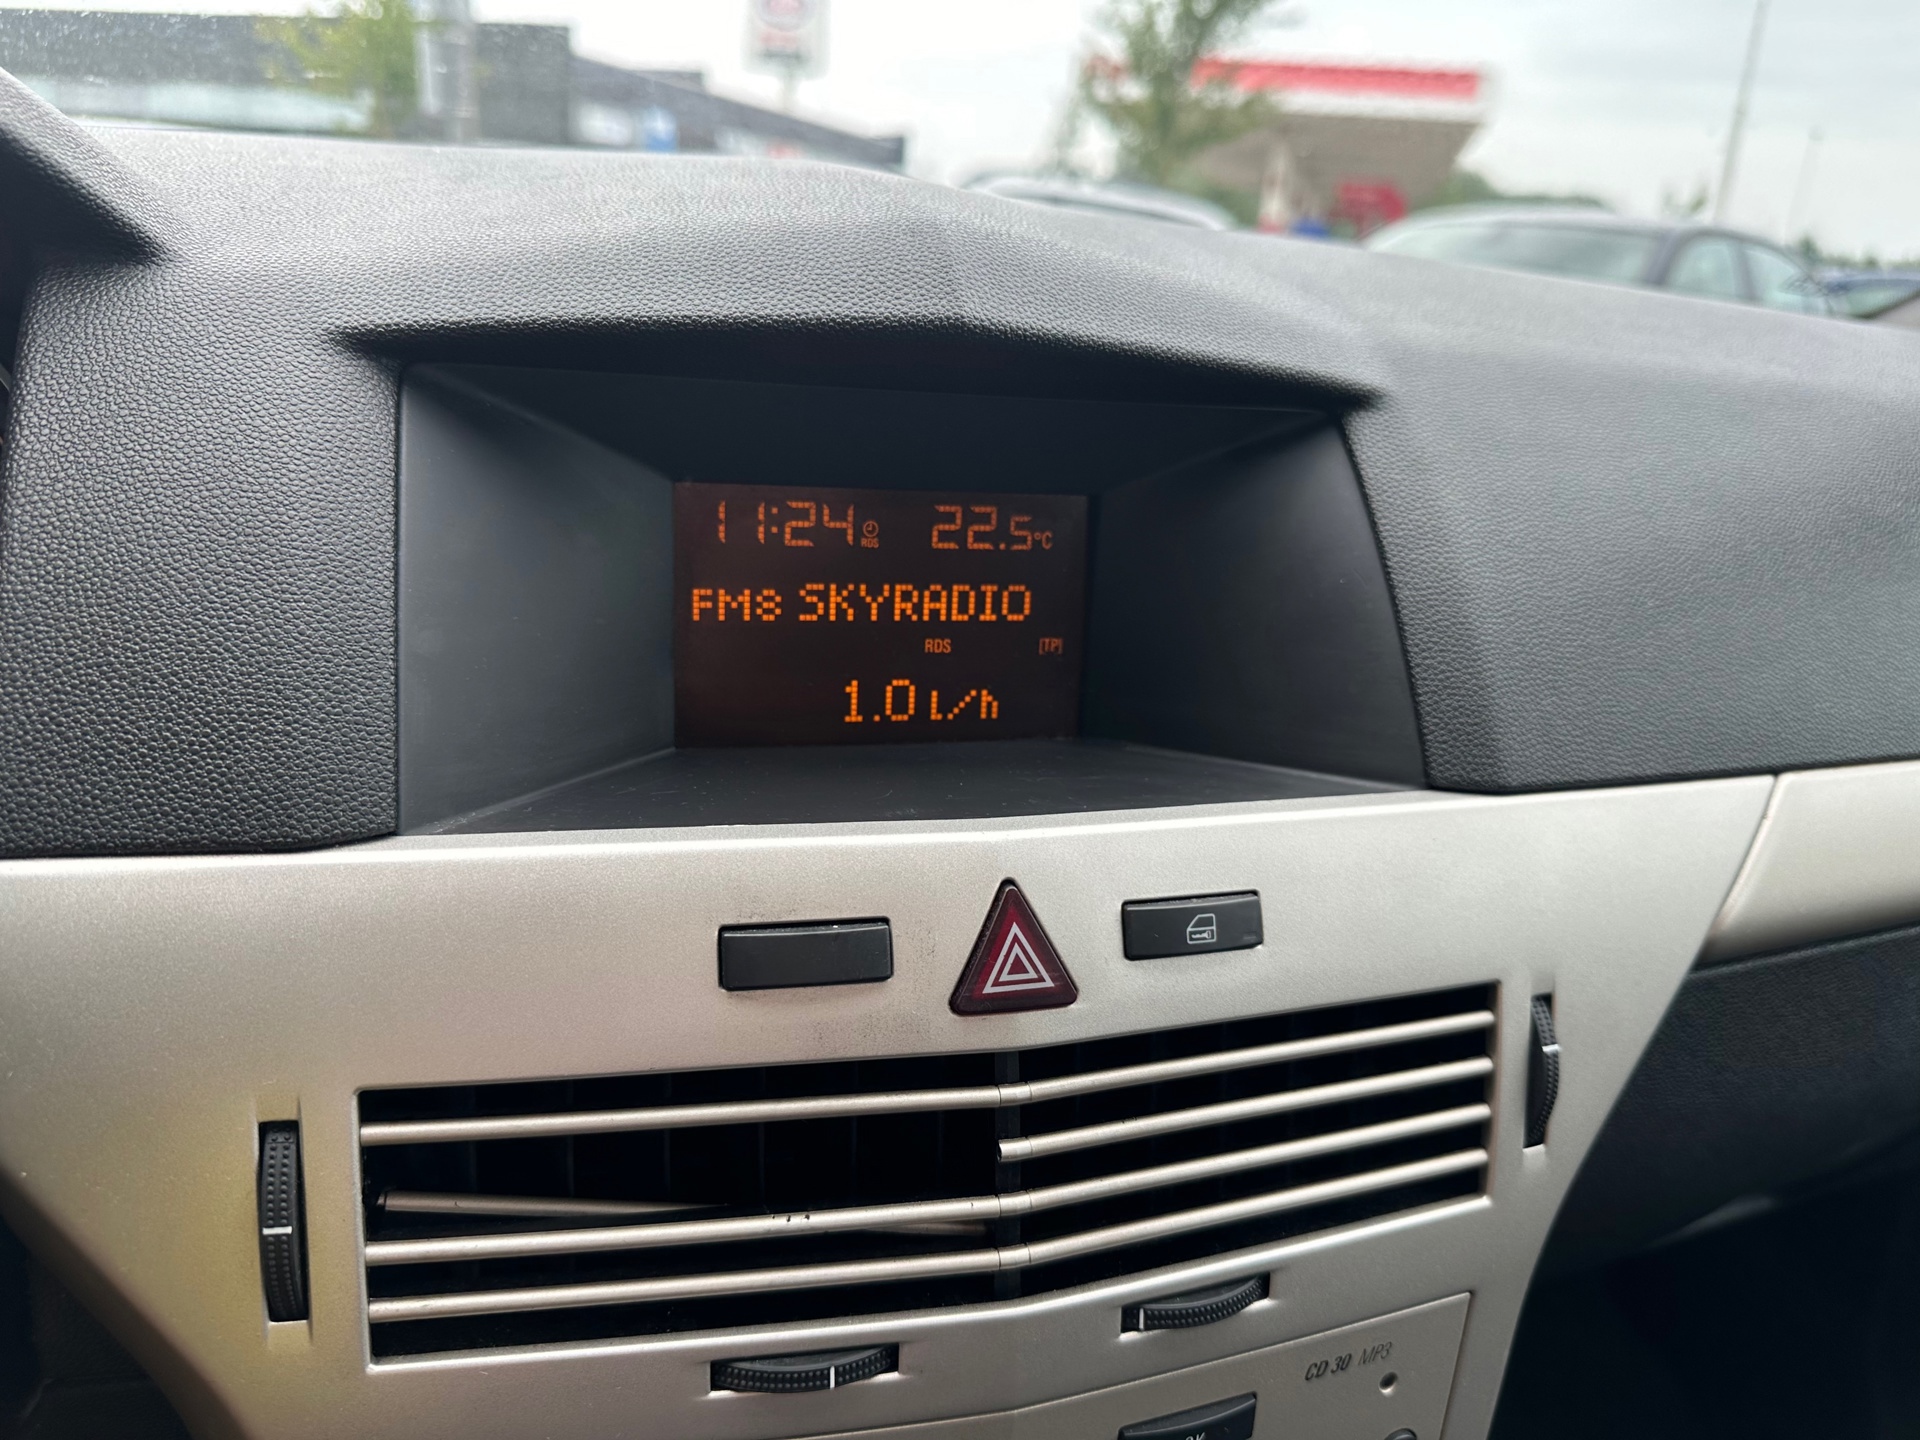 11:24 RDS 22.5°C
FM8 SKYRADIO
RDS [TP]
1.0 l/h
CD 30 MP3